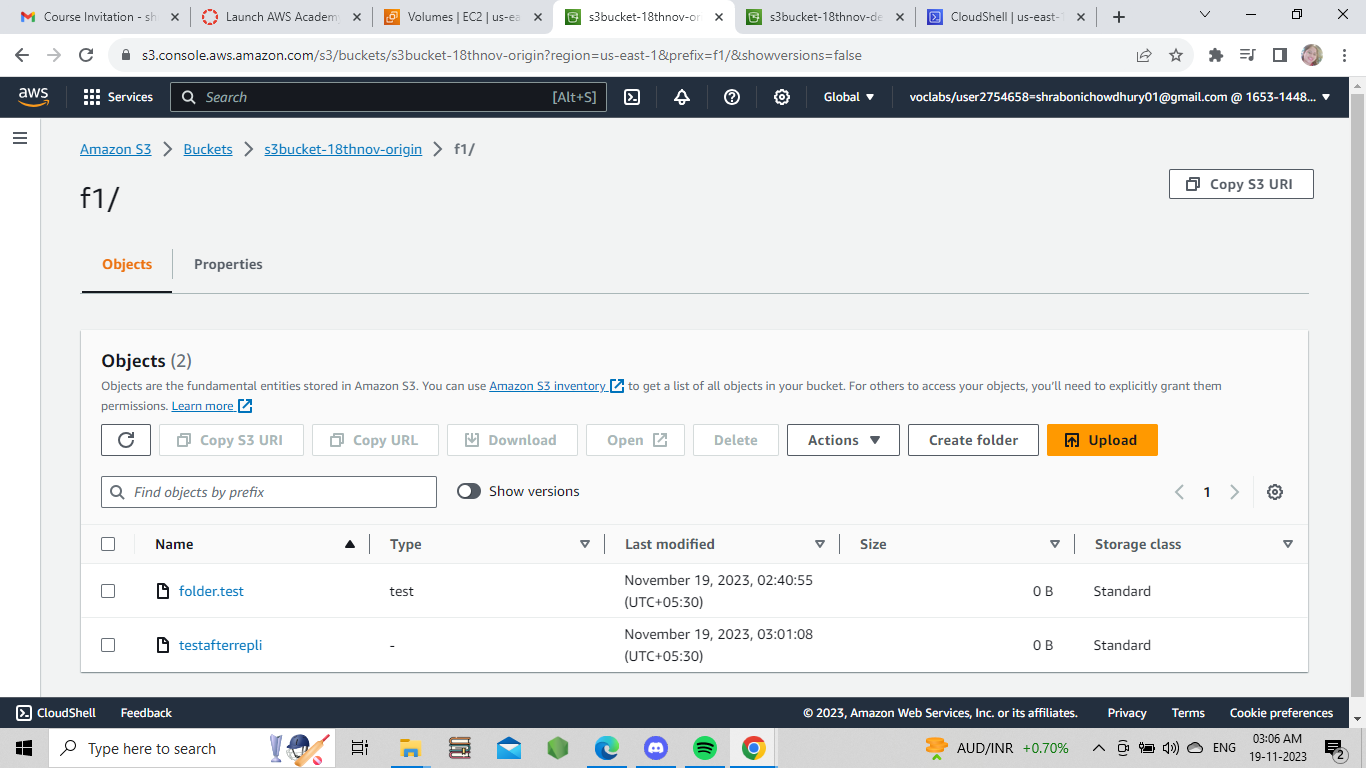 Course Invitation - sh
Launch AWS Academy
Volumes | EC2 | us-ea
s3bucket-18thnov-or
s3bucket-18thnov-de
CloudShell | us-east-1
s3.console.aws.amazon.com/s3/buckets/s3bucket-18thnov-origin?region=us-east-1&prefix=f1/&showversions=false
aws
Services
Search
[Alt+S]
Global
voclabs/user2754658=shrabonichowdhury01@gmail.com @ 1653-1448...
Amazon S3 > Buckets > s3bucket-18thnov-origin > f1/
f1/
Copy S3 URI
Objects
Properties
Objects (2)
Objects are the fundamental entities stored in Amazon S3. You can use Amazon S3 inventory to get a list of all objects in your bucket. For others to access your objects, you'll need to explicitly grant them
permissions. Learn more
Copy S3 URI
Copy URL
Download
Open
Delete
Actions
Create folder
Upload
Find objects by prefix
Show versions
1
Name
Type
Last modified
Size
Storage class
folder.test
test
November 19, 2023, 02:40:55
(UTC+05:30)
0 B
Standard
testafterrepli
-
November 19, 2023, 03:01:08
(UTC+05:30)
0 B
Standard
CloudShell
Feedback
© 2023, Amazon Web Services, Inc. or its affiliates.
Privacy
Terms
Cookie preferences
Type here to search
AUD/INR +0.70%
ENG
03:06 AM
19-11-2023
2